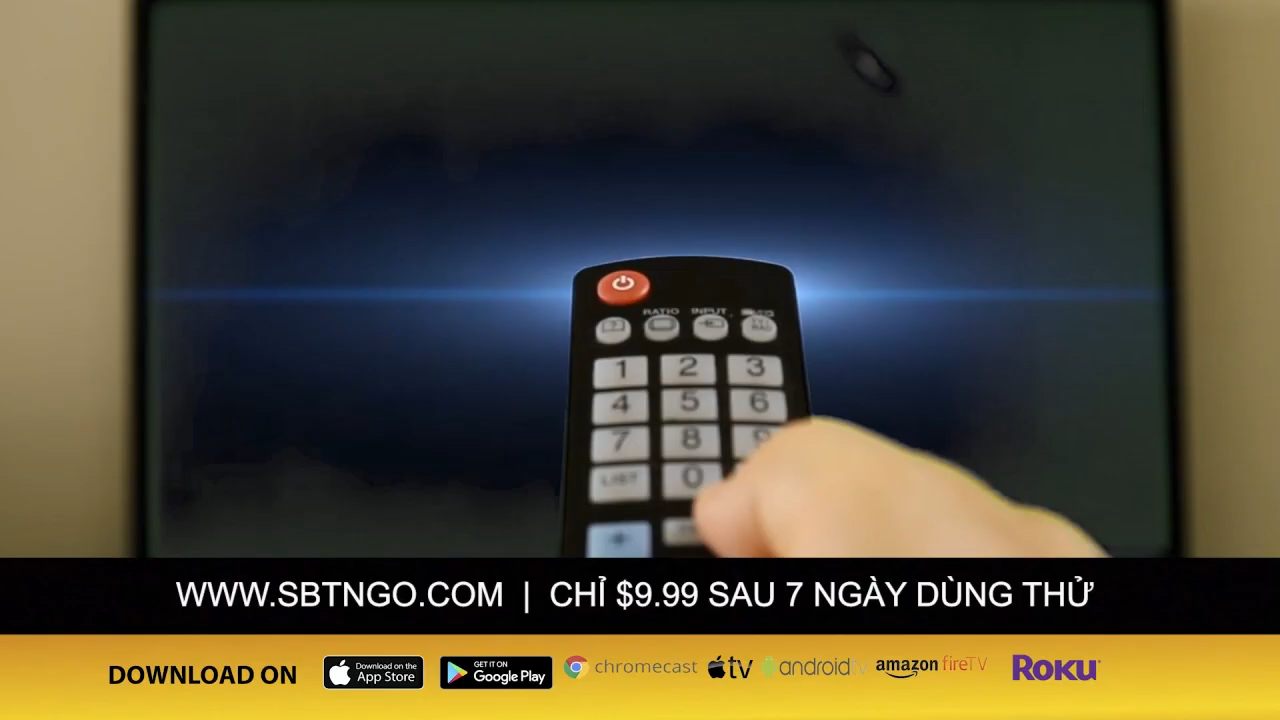 RATIO INPUT
1 2 3
4 5 6
7 8 9
LIST 0
WWW.SBTNGO.COM | CHỈ $9.99 SAU 7 NGÀY DÙNG THỬ
DOWNLOAD ON
Download on the
App Store
GET IT ON
Google Play
chromecast
tv
androidtv
amazon fireTV
ROKU